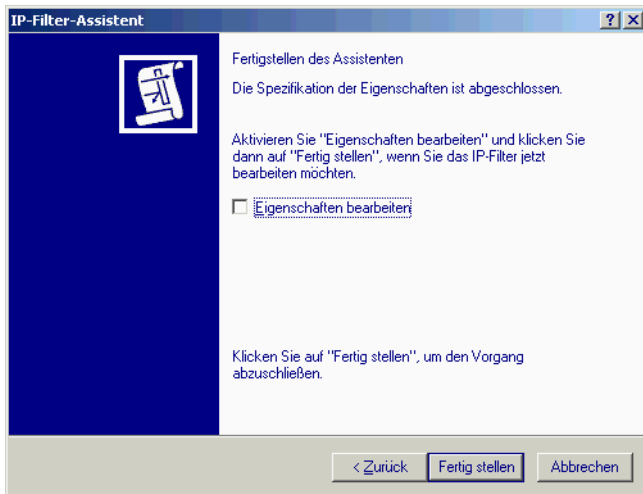 IP-Filter-Assistent
Fertigstellen des Assistenten
Die Spezifikation der Eigenschaften ist abgeschlossen.
Aktivieren Sie "Eigenschaften bearbeiten" und klicken Sie
dann auf "Fertig stellen", wenn Sie das IP-Filter jetzt
bearbeiten möchten.
Eigenschaften bearbeiten
Klicken Sie auf "Fertig stellen", um den Vorgang
abzuschließen.
< Zurück Fertig stellen Abbrechen